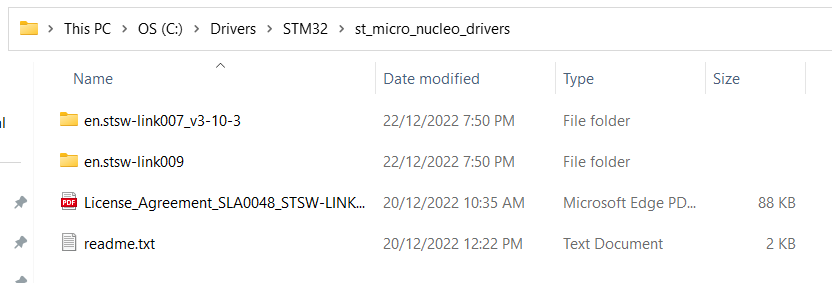 This PC > OS (C:) > Drivers > STM32 > st_micro_nucleo_drivers
Name Date modified Type Size
en.stsw-link007_v3-10-3 22/12/2022 7:50 PM File folder
en.stsw-link009 22/12/2022 7:50 PM File folder
PDF License_Agreement_SLA0048_STSW-LINK... 20/12/2022 10:35 AM Microsoft Edge PD... 88 KB
readme.txt 20/12/2022 12:22 PM Text Document 2 KB